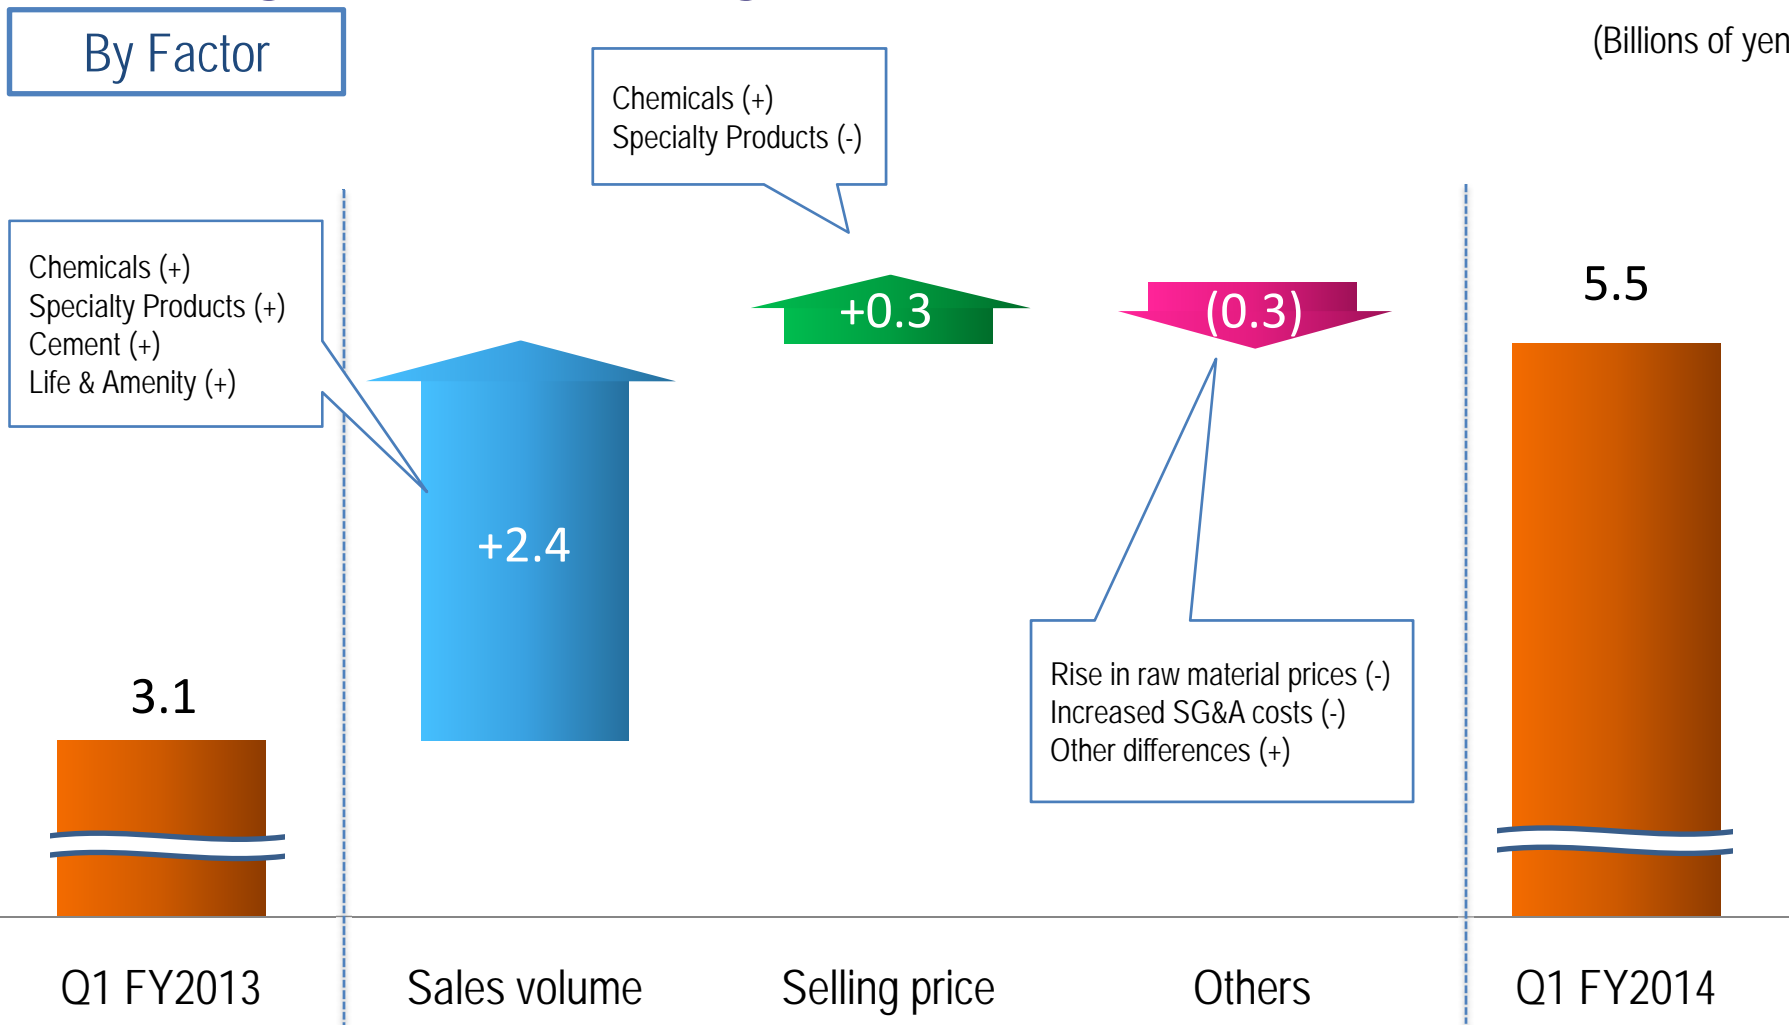 By Factor
(Billions of yen
Chemicals (+)
Specialty Products (-)
Chemicals (+)
Specialty Products (+)
Cement (+)
Life & Amenity (+)
+0.3
(0.3)
5.5
+2.4
3.1
Rise in raw material prices (-)
Increased SG&A costs (-)
Other differences (+)
Q1 FY2013
Sales volume
Selling price
Others
Q1 FY2014